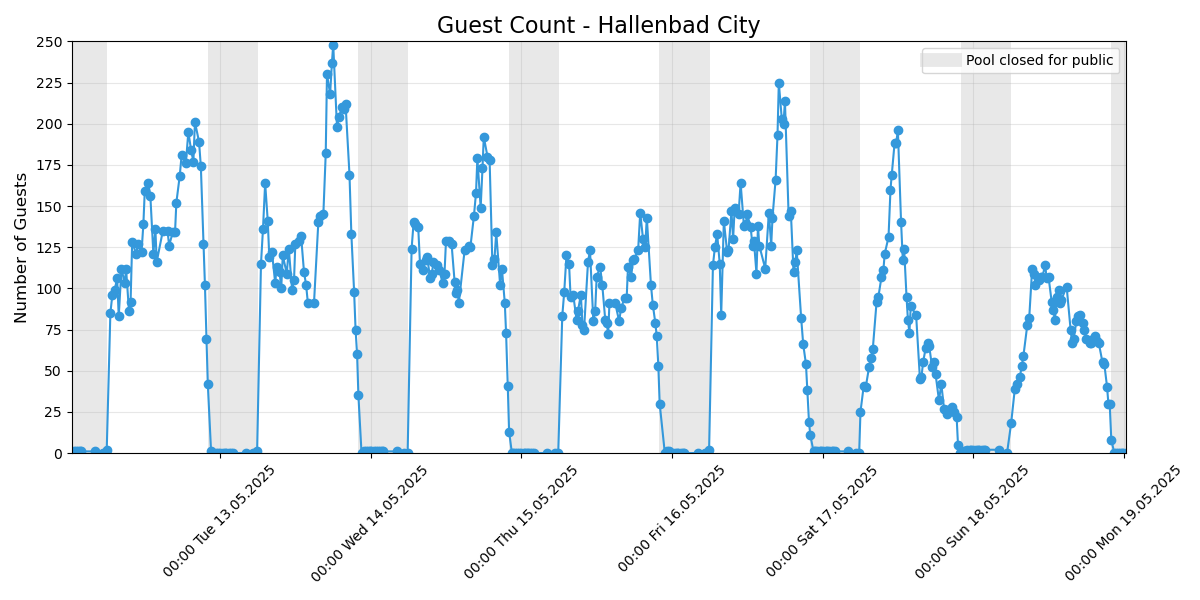 Guest Count - Hallenbad City
Pool closed for public
Number of Guests
250
225
200
175
150
125
100
75
50
25
0
00:00 Tue 13.05.2025
00:00 Wed 14.05.2025
00:00 Thu 15.05.2025
00:00 Fri 16.05.2025
00:00 Sat 17.05.2025
00:00 Sun 18.05.2025
00:00 Mon 19.05.2025